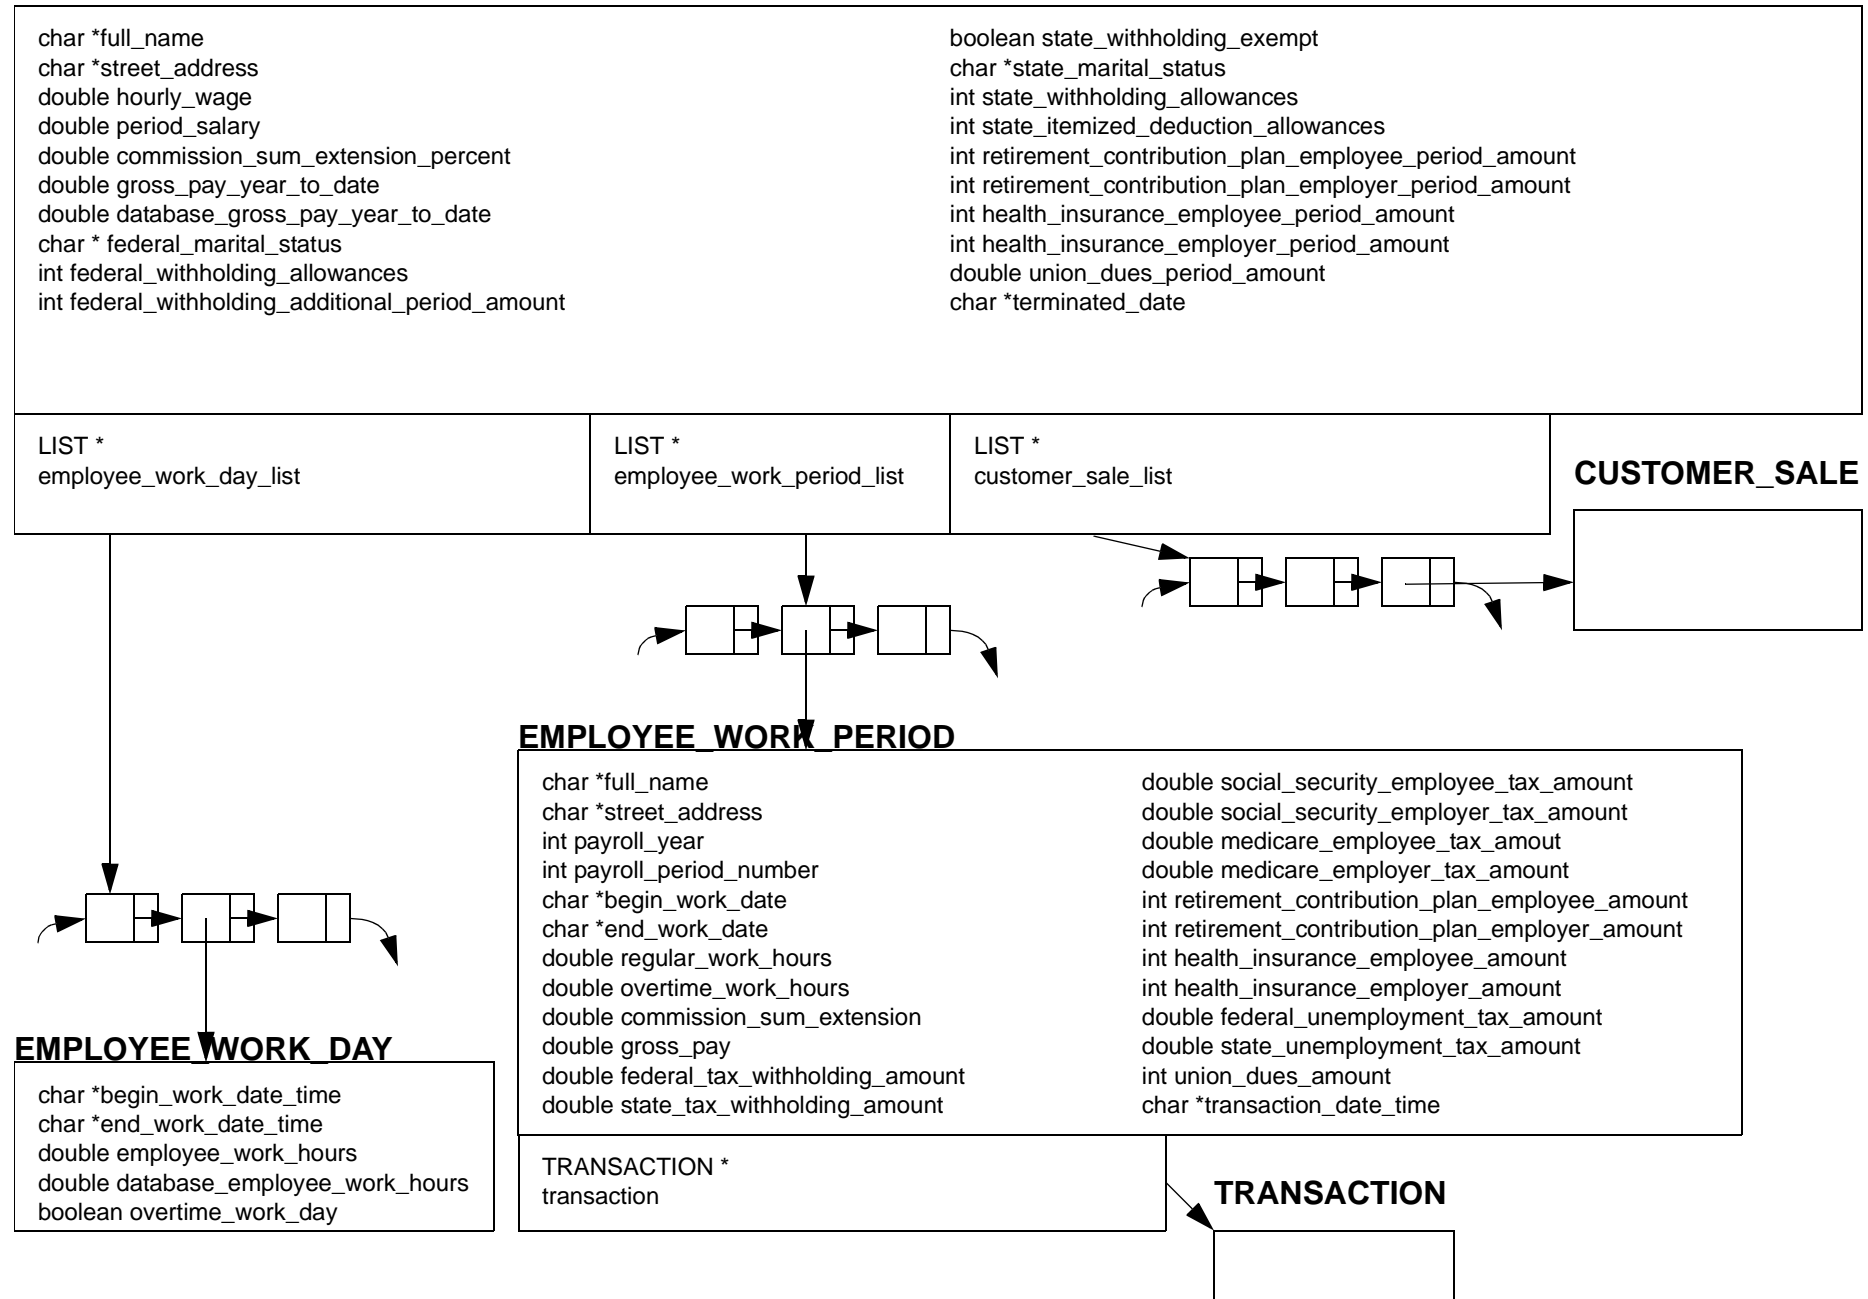 char *full_name
char *street_address
double hourly_wage
double period_salary
double commission_sum_extension_percent
double gross_pay_year_to_date
double database_gross_pay_year_to_date
char * federal_marital_status
int federal_withholding_allowances
int federal_withholding_additional_period_amount
boolean state_withholding_exempt
char *state_marital_status
int state_withholding_allowances
int state_itemized_deduction_allowances
int retirement_contribution_plan_employee_period_amount
int retirement_contribution_plan_employer_period_amount
int health_insurance_employee_period_amount
int health_insurance_employer_period_amount
double union_dues_period_amount
char *terminated_date
LIST *
employee_work_day_list
LIST *
employee_work_period_list
LIST *
customer_sale_list
CUSTOMER_SALE
EMPLOYEE_WORK_PERIOD
char *full_name
char *street_address
int payroll_year
int payroll_period_number
char *begin_work_date
char *end_work_date
double regular_work_hours
double overtime_work_hours
double commission_sum_extension
double gross_pay
double federal_tax_withholding_amount
double state_tax_withholding_amount
double social_security_employee_tax_amount
double social_security_employer_tax_amount
double medicare_employee_tax_amout
double medicare_employer_tax_amount
int retirement_contribution_plan_employee_amount
int retirement_contribution_plan_employer_amount
int health_insurance_employee_amount
int health_insurance_employer_amount
double federal_unemployment_tax_amount
double state_unemployment_tax_amount
int union_dues_amount
char *transaction_date_time
EMPLOYEE_WORK_DAY
char *begin_work_date_time
char *end_work_date_time
double employee_work_hours
double database_employee_work_hours
boolean overtime_work_day
TRANSACTION *
transaction
TRANSACTION